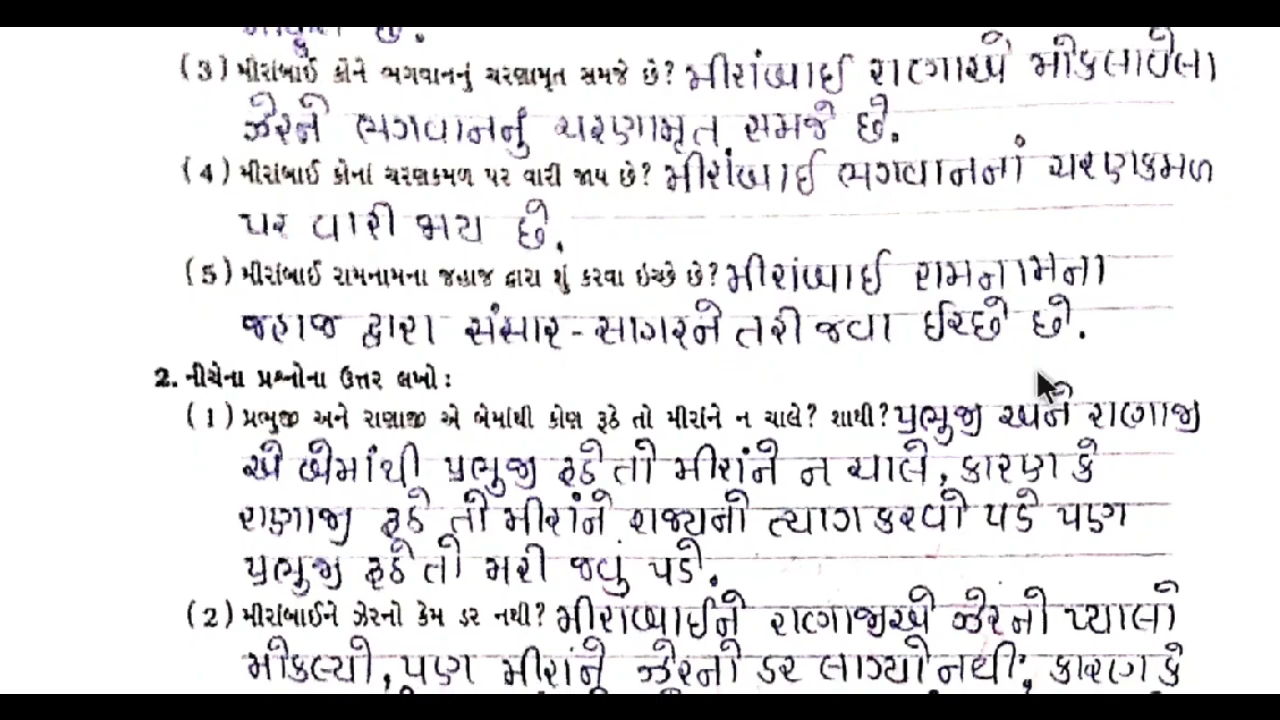 (3) મીરાંબાઈ કોને ભગવાનનું ચરણામૃત સમજે છે? મીરાંબાઈ રાણાએ મોકલાવેલા
ઝેરને ભગવાનનું ચરણામૃત સમજે છે.
(4) મીરાંબાઈ કોનાં ચરણકમળ પર વારી જાય છે? મીરાંબાઈ ભગવાનનાં ચરણકમળ
પર વારી જાય છે.
(5) મીરાંબાઈ રામનામના જહાજ દ્વારા શું કરવા ઇચ્છે છે? મીરાંબાઈ રામનામના
જહાજ દ્વારા સંસાર-સાગરને તરી જવા ઈચ્છે છે.
2. નીચેના પ્રશ્નોના ઉત્તર લખો :
(1) પ્રભુજી અને રાણાજી એ બેમાંથી કોણ રૂઠે તો મીરાંને ન ચાલે? શાથી? પ્રભુજી અને રાણાજી
એ બેમાંથી પ્રભુજી રૂઠે તો મીરાંને ન ચાલે, કારણ કે
રાણાજી રૂઠે તો મીરાંને રાજ્યનો ત્યાગ કરવો પડે પણ
પ્રભુજી રૂઠે તો મરી જવું પડે.
(2) મીરાંબાઈને ઝેરનો કેમ ડર નથી? મીરાબાઈને રાણાજીએ ઝેરનો પ્યાલો
મોકલ્યો, પણ મીરાંને ઝેરનો ડર લાગ્યો નથી; કારણ કે